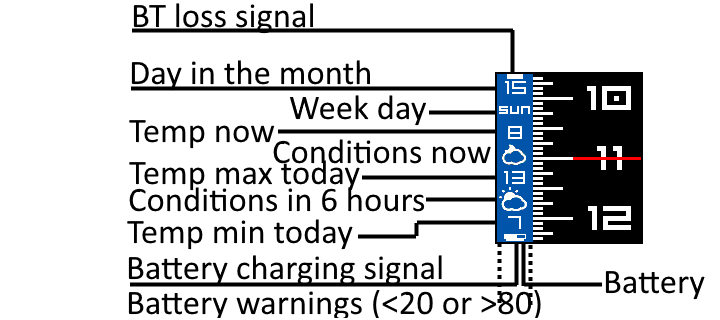 BT loss signal
Day in the month
Week day
Temp now
Conditions now
Temp max today
Conditions in 6 hours
Temp min today
Battery charging signal
Battery
Battery warnings (<20 or >80)
15
sun
8
13
7
10
11
12